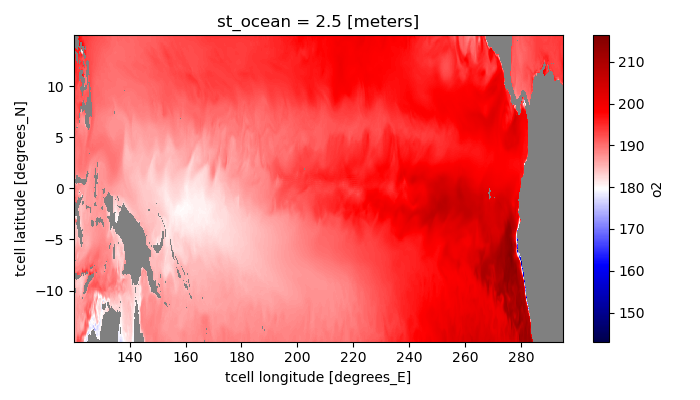 st_ocean = 2.5 [meters]
10
5
0
−5
−10
tcell latitude [degrees_N]
140 160 180 200 220 240 260 280
tcell longitude [degrees_E]
210
200
190
180
170
160
150
o2